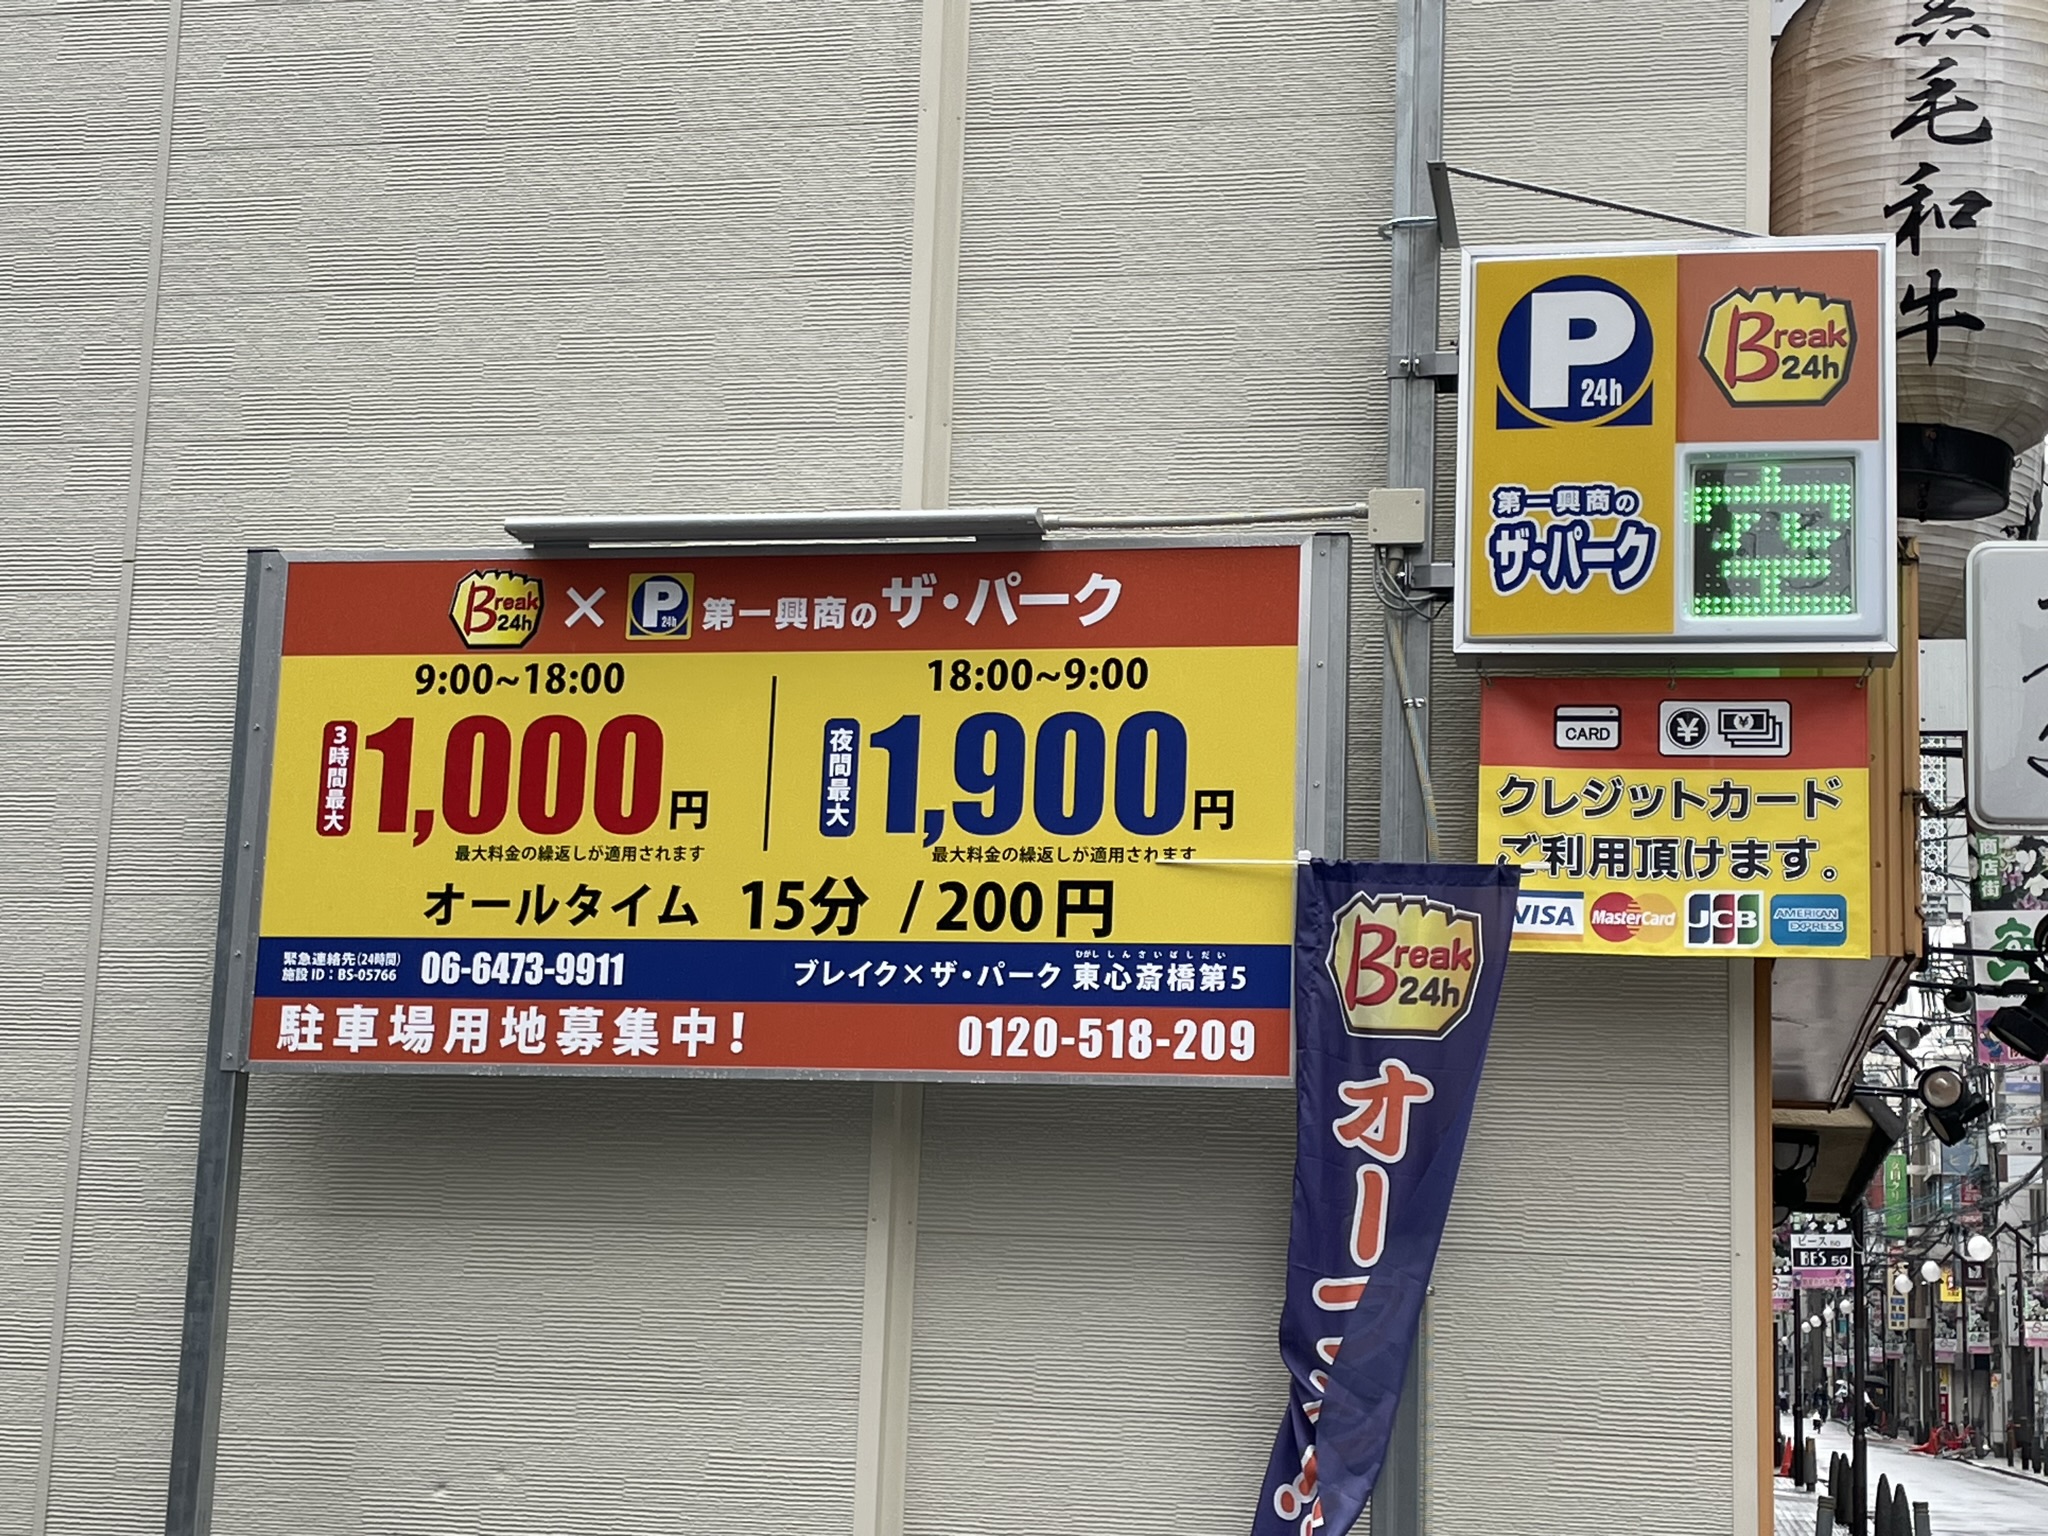 Break 24h × P 24h 第一興商の ザ・パーク
9:00~18:00
3時間最大 1,000円
最大料金の繰返しが適用されます
18:00~9:00
夜間最大 1,900円
最大料金の繰返しが適用されます
オールタイム 15分 / 200円
緊急連絡先(24時間)
施設ID:BS-05766
06-6473-9911
ひがししんさいばしだい
ブレイク×ザ・パーク 東心斎橋第5
駐車場用地募集中! 0120-518-209
P 24h
Break 24h
第一興商の
ザ・パーク
空
CARD
¥
クレジットカード
ご利用頂けます。
VISA MasterCard JCB AMERICAN EXPRESS
Break 24h
オープン
黒毛和牛
商店街
ピース
BE'S 50